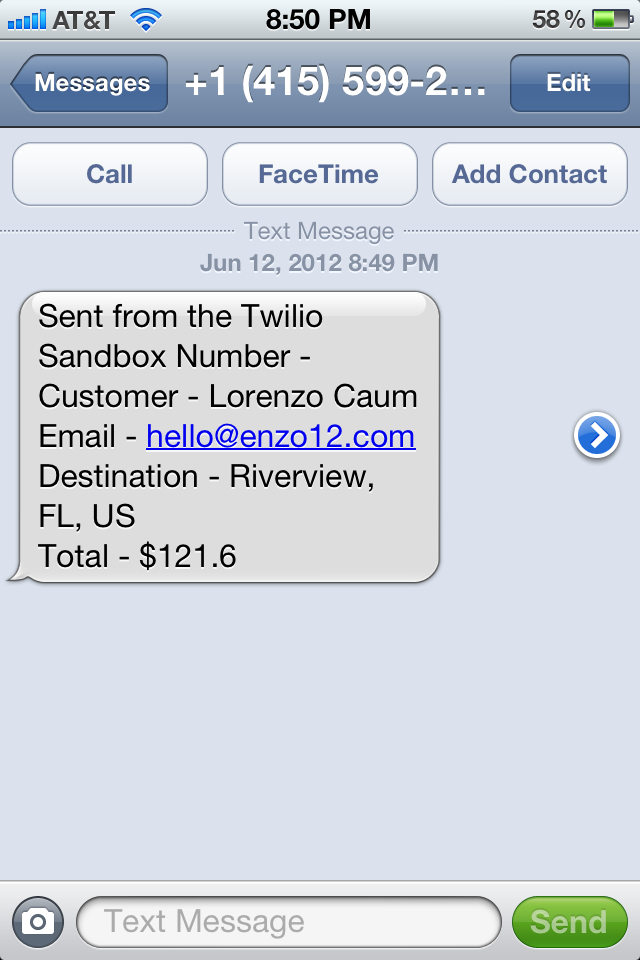 AT&T 8:50 PM 58 %
Messages +1 (415) 599-2... Edit
Call FaceTime Add Contact
Text Message
Jun 12, 2012 8:49 PM
Sent from the Twilio
Sandbox Number -
Customer - Lorenzo Caum
Email - hello@enzo12.com
Destination - Riverview,
FL, US
Total - $121.6
Text Message Send